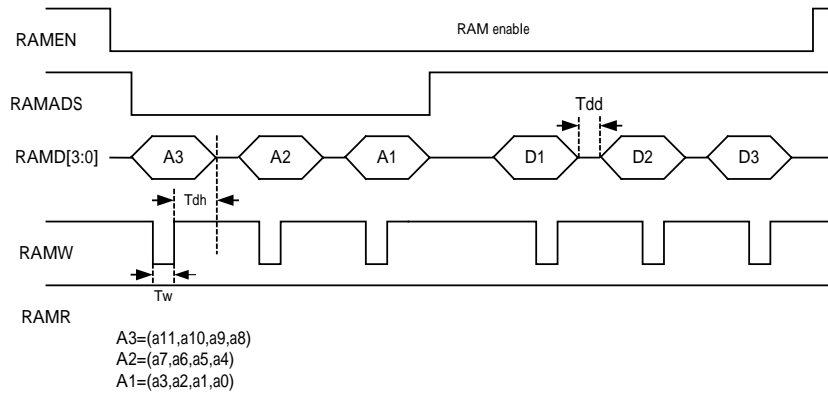 RAMEN
RAM enable
RAMADS
Tdd
RAMD[3:0]
A3
A2
A1
D1
D2
D3
Tdh
RAMW
Tw
RAMR
A3=(a11,a10,a9,a8)
A2=(a7,a6,a5,a4)
A1=(a3,a2,a1,a0)